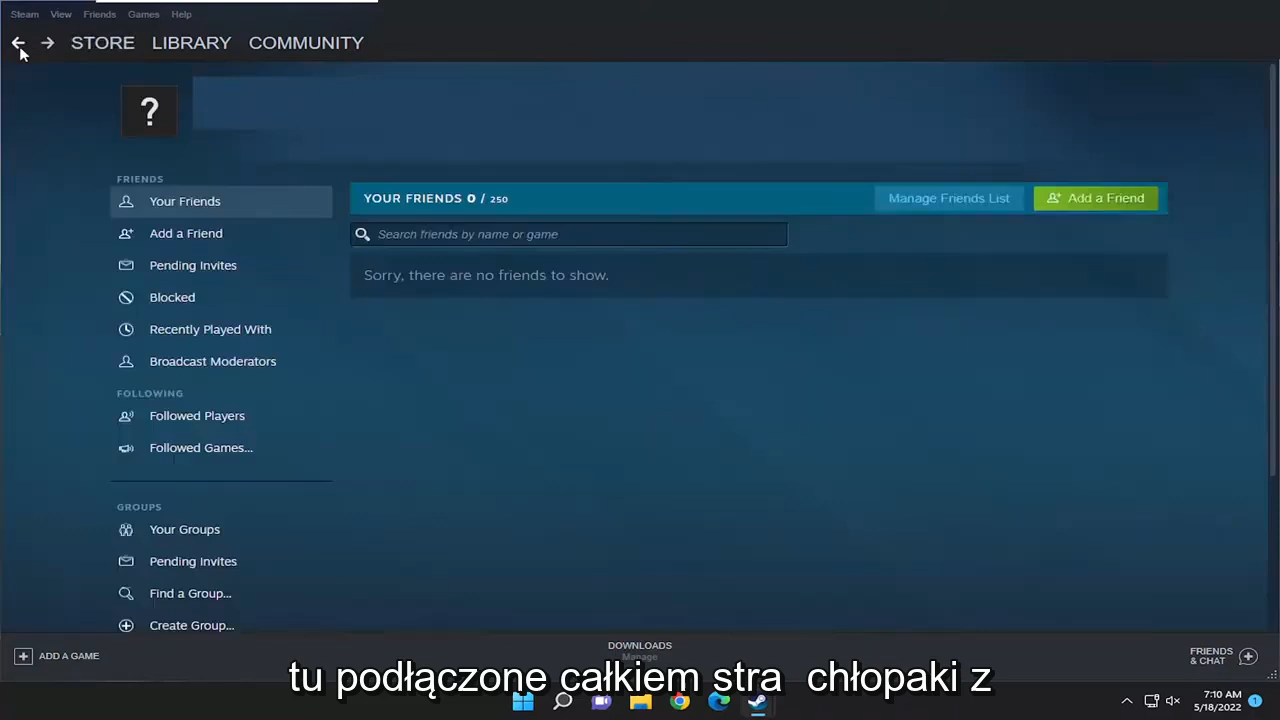 Steam View Friends Games Help
STORE LIBRARY COMMUNITY
?
FRIENDS
Your Friends
Add a Friend
Pending Invites
Blocked
Recently Played With
Broadcast Moderators
FOLLOWING
Followed Players
Followed Games...
GROUPS
Your Groups
Pending Invites
Find a Group...
Create Group...
YOUR FRIENDS 0 / 250
Manage Friends List
Add a Friend
Search friends by name or game
Sorry, there are no friends to show.
ADD A GAME
DOWNLOADS
Manage
FRIENDS
& CHAT
tu podłączone całkiem stra chłopaki z
7:10 AM
5/18/2022
1